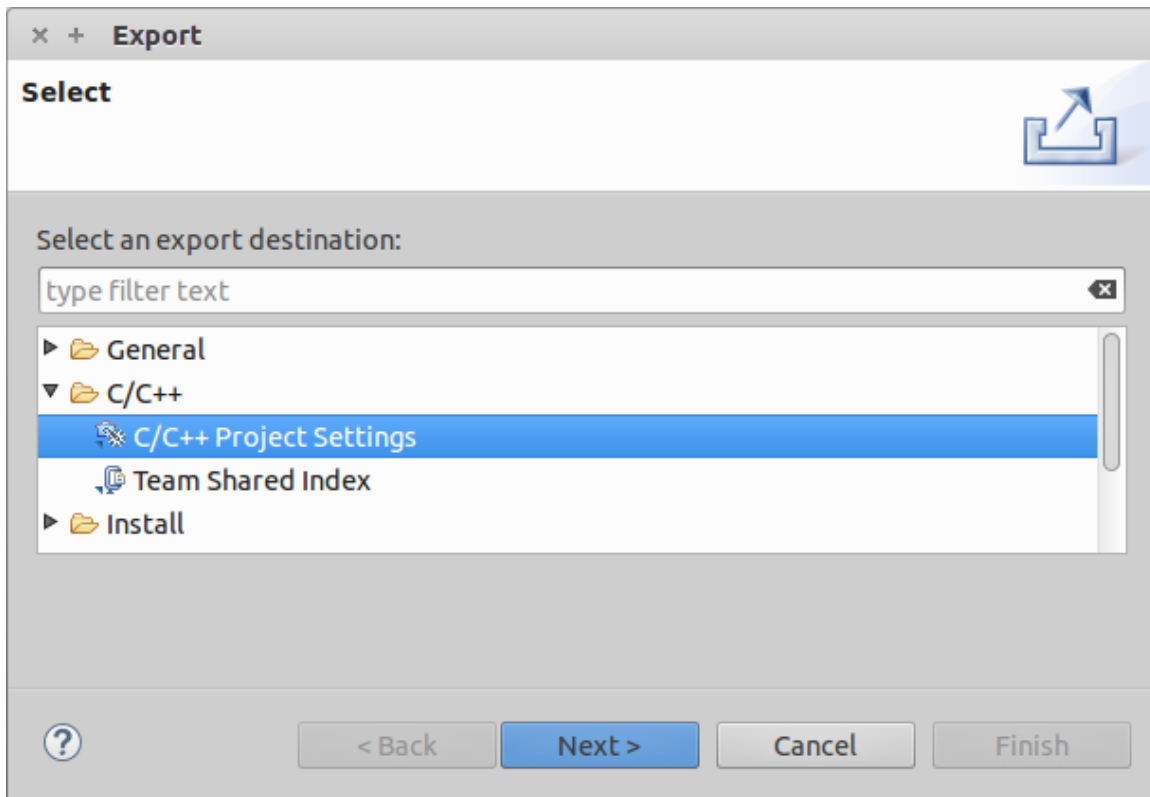 Export
Select
Select an export destination:
type filter text
General
C/C++
C/C++ Project Settings
Team Shared Index
Install
< Back Next > Cancel Finish